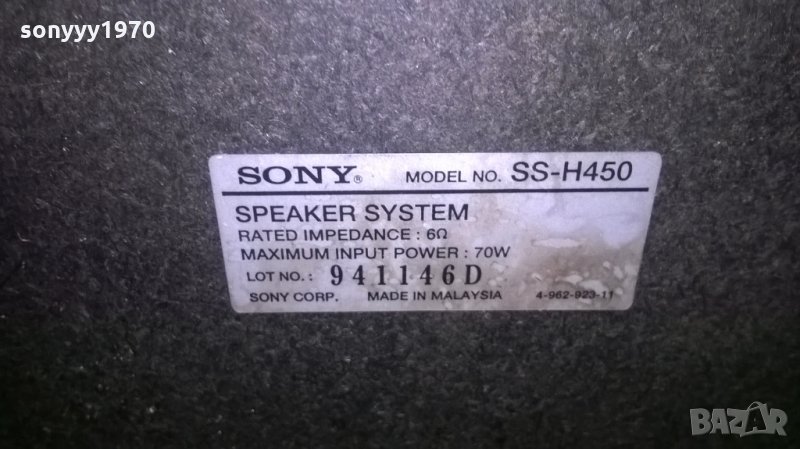 sonyyy1970
SONY® MODEL NO. SS-H450
SPEAKER SYSTEM
RATED IMPEDANCE : 6Ω
MAXIMUM INPUT POWER : 70W
LOT NO.: 941146D
SONY CORP. MADE IN MALAYSIA 4-962-923-11
BAZAR